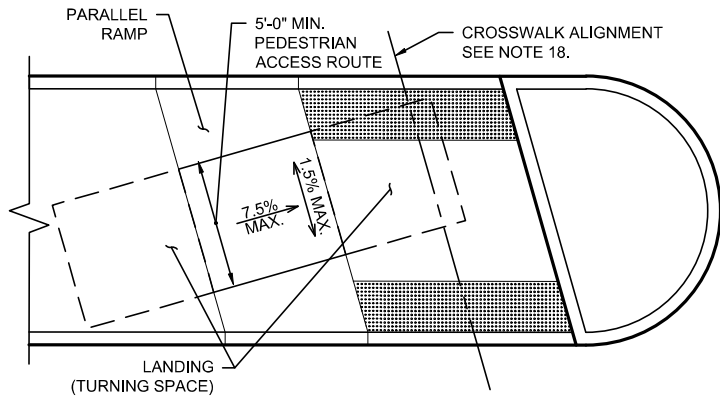 PARALLEL
RAMP
5'-0" MIN.
PEDESTRIAN
ACCESS ROUTE
CROSSWALK ALIGNMENT
SEE NOTE 18.
7.5%
MAX.
1.5% MAX.
LANDING
(TURNING SPACE)